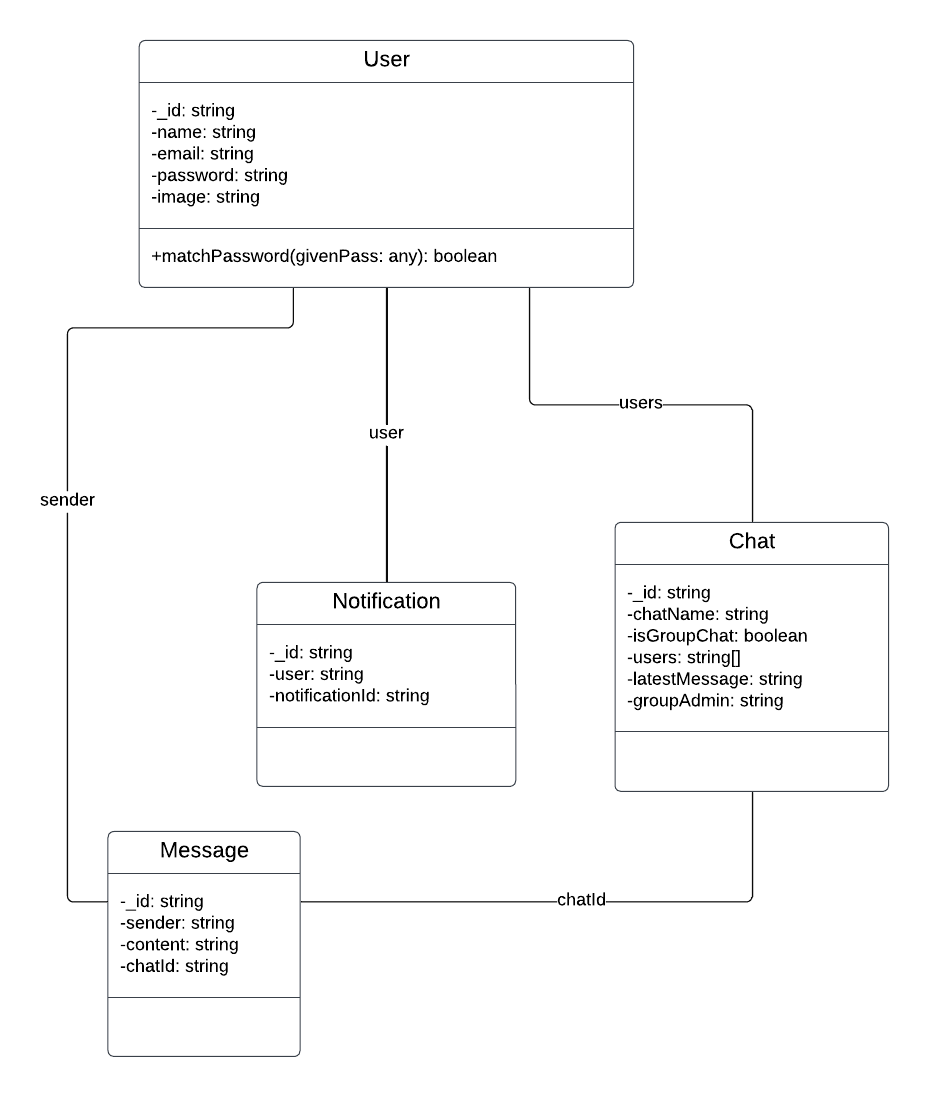 User
-_id: string
-name: string
-email: string
-password: string
-image: string
+matchPassword(givenPass: any): boolean
users
user
sender
Chat
-_id: string
-chatName: string
-isGroupChat: boolean
-users: string[]
-latestMessage: string
-groupAdmin: string
Notification
-_id: string
-user: string
-notificationId: string
Message
-_id: string
-sender: string
-content: string
-chatId: string
chatId